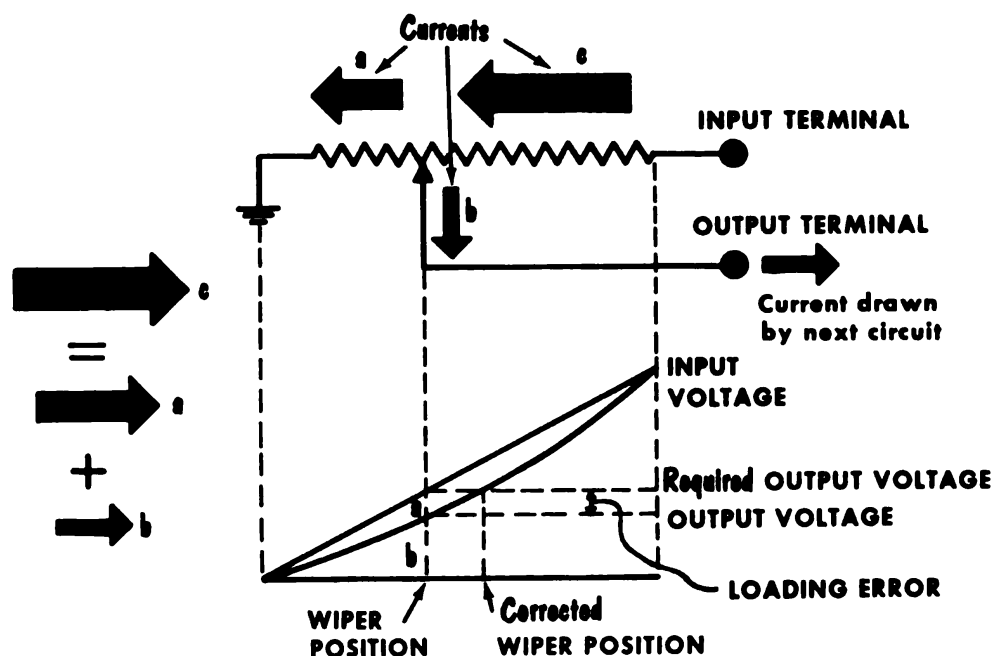 Currents
a
c
INPUT TERMINAL
b
OUTPUT TERMINAL
c
Current drawn
by next circuit
=
INPUT
VOLTAGE
a
+
Required OUTPUT VOLTAGE
a
OUTPUT VOLTAGE
b
b
LOADING ERROR
WIPER
POSITION
Corrected
WIPER POSITION